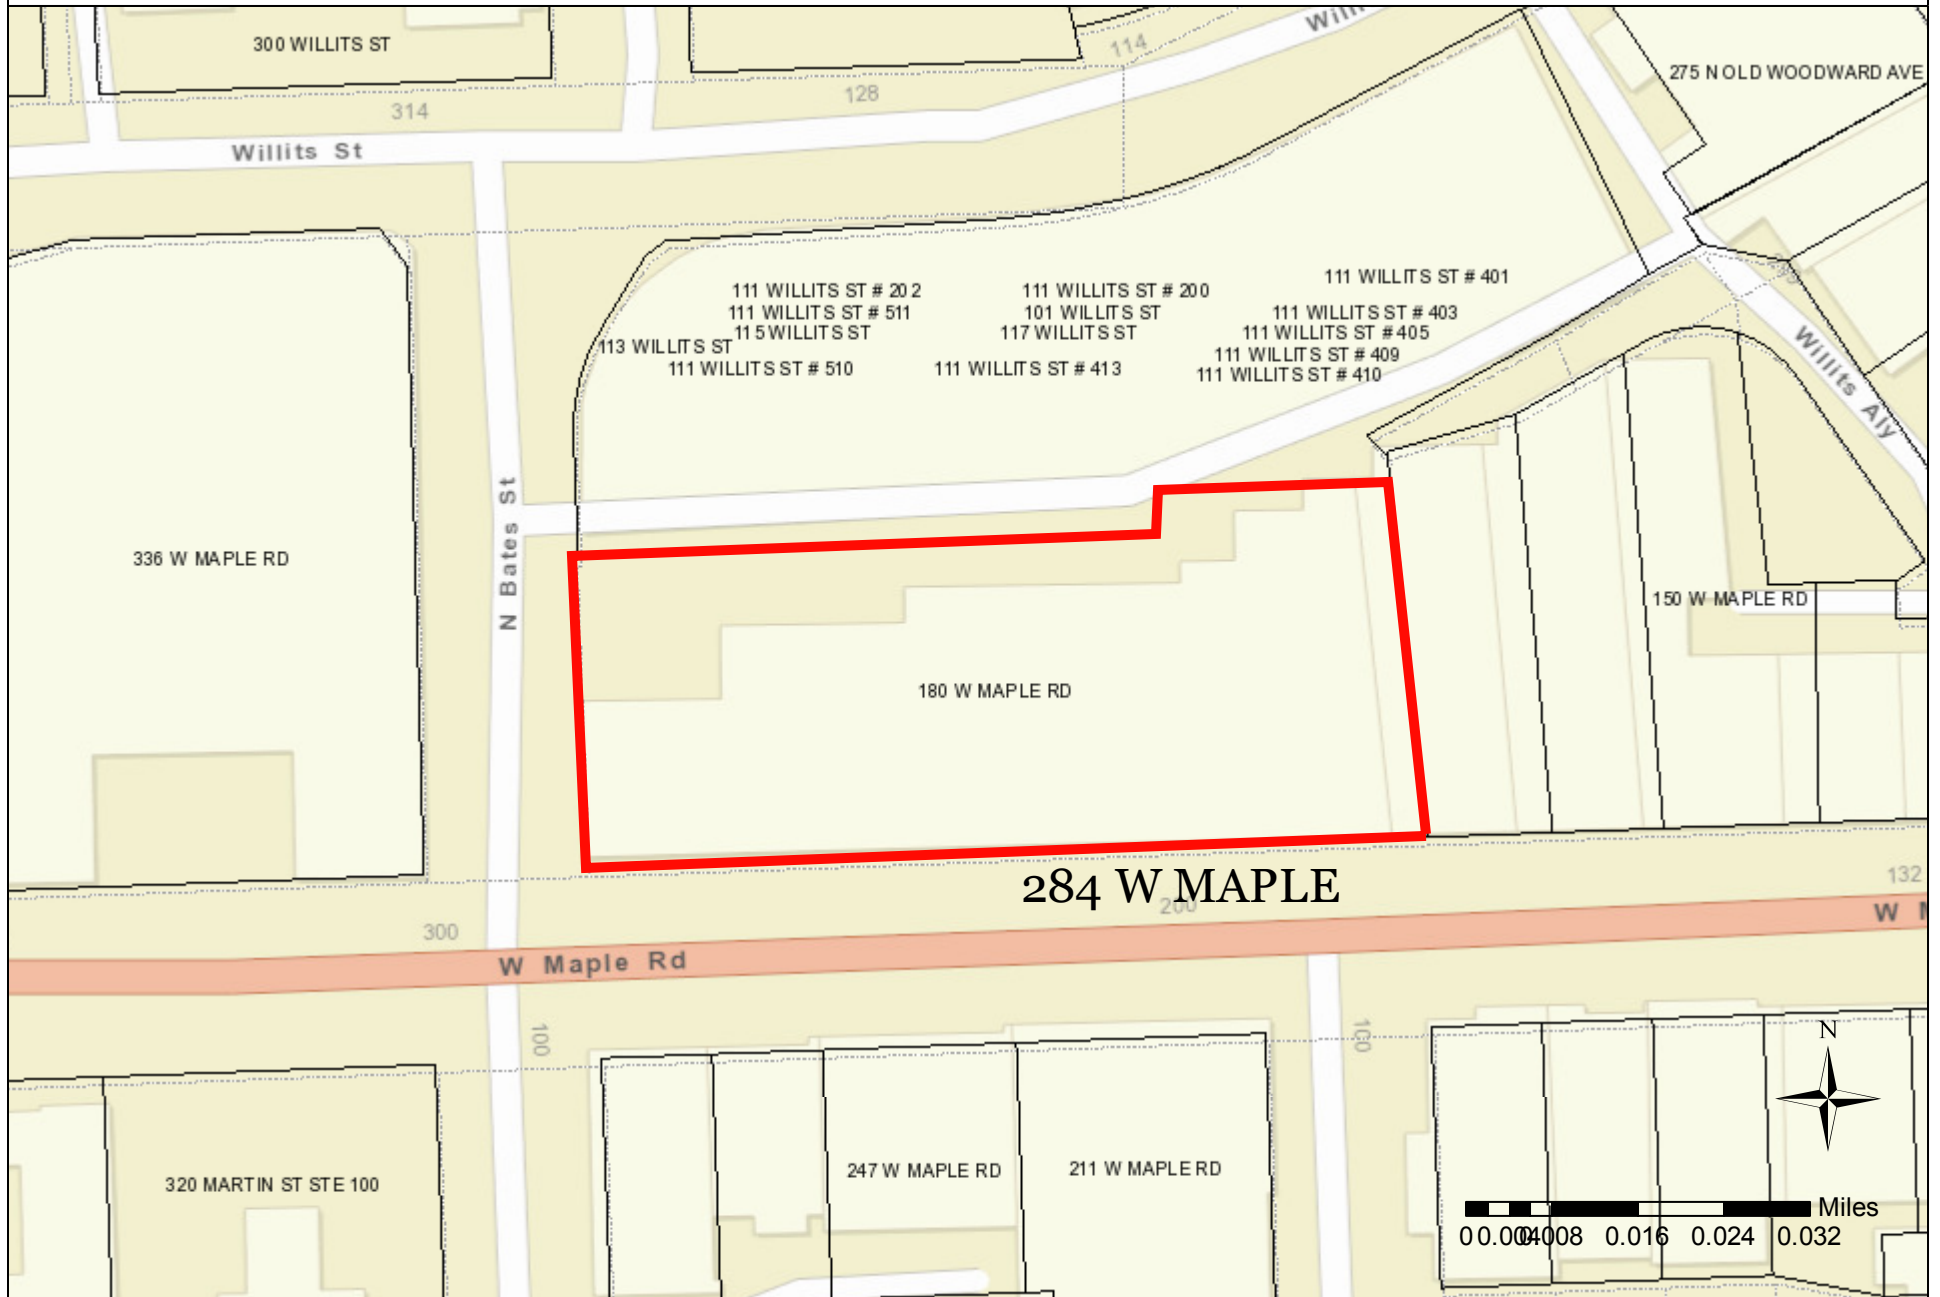 300 WILLITS ST
314
128
114
275 N OLD WOODWARD AVE
Willits St
111 WILLITS ST # 202
111 WILLITS ST # 511
115 WILLITS ST
113 WILLITS ST
111 WILLITS ST # 510
111 WILLITS ST # 200
101 WILLITS ST
117 WILLITS ST
111 WILLITS ST # 413
111 WILLITS ST # 401
111 WILLITS ST # 403
111 WILLITS ST # 405
111 WILLITS ST # 409
111 WILLITS ST # 410
Willits Aly
336 W MAPLE RD
N Bates St
150 W MAPLE RD
180 W MAPLE RD
284 W MAPLE
200
132
300
W Maple Rd
W M
100
100
N
247 W MAPLE RD
211 W MAPLE RD
320 MARTIN ST STE 100
Miles
0 0.004 0.008 0.016 0.024 0.032